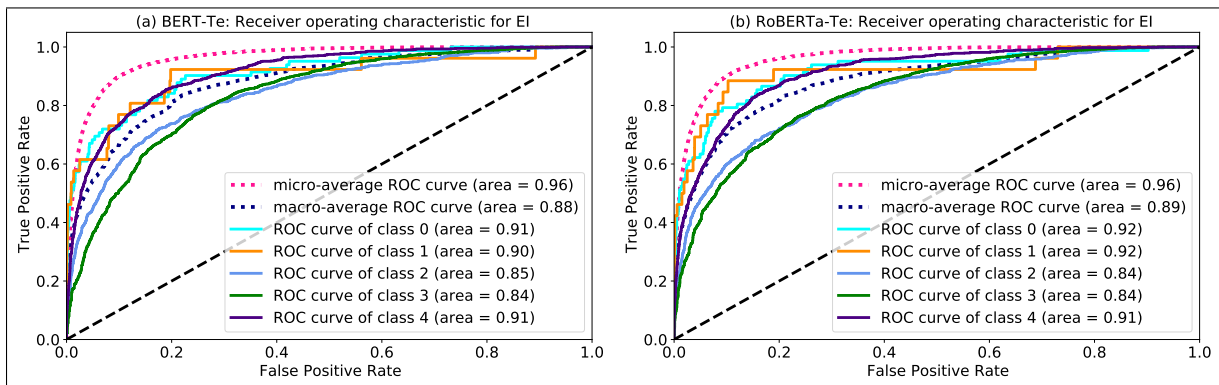 (a) BERT-Te: Receiver operating characteristic for EI
True Positive Rate
1.0
0.8
0.6
0.4
0.2
0.0
micro-average ROC curve (area = 0.96)
macro-average ROC curve (area = 0.88)
ROC curve of class 0 (area = 0.91)
ROC curve of class 1 (area = 0.90)
ROC curve of class 2 (area = 0.85)
ROC curve of class 3 (area = 0.84)
ROC curve of class 4 (area = 0.91)
0.0 0.2 0.4 0.6 0.8 1.0
False Positive Rate
(b) RoBERTa-Te: Receiver operating characteristic for EI
True Positive Rate
1.0
0.8
0.6
0.4
0.2
0.0
micro-average ROC curve (area = 0.96)
macro-average ROC curve (area = 0.89)
ROC curve of class 0 (area = 0.92)
ROC curve of class 1 (area = 0.92)
ROC curve of class 2 (area = 0.84)
ROC curve of class 3 (area = 0.84)
ROC curve of class 4 (area = 0.91)
0.0 0.2 0.4 0.6 0.8 1.0
False Positive Rate